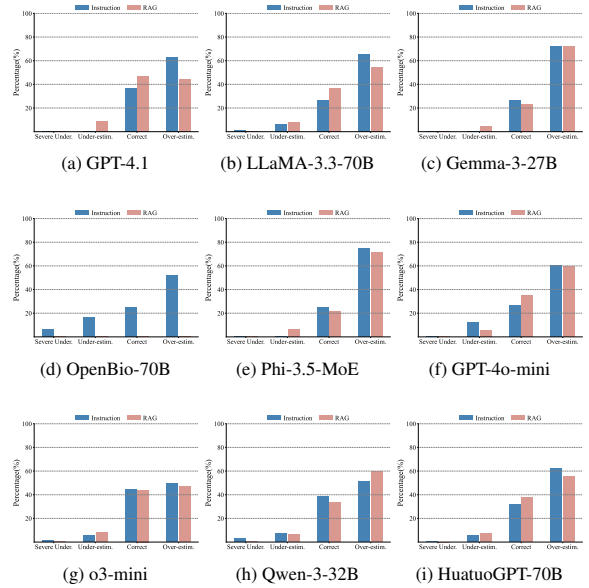 Instruction RAG Instruction RAG Instruction RAG
Percentage(%) Percentage(%) Percentage(%)
100 100 100
80 80 80
60 60 60
40 40 40
20 20 20
Severe Under. Under-estim. Correct Over-estim. Severe Under. Under-estim. Correct Over-estim. Severe Under. Under-estim. Correct Over-estim.
(a) GPT-4.1 (b) LLaMA-3.3-70B (c) Gemma-3-27B
Instruction RAG Instruction RAG Instruction RAG
Percentage(%) Percentage(%) Percentage(%)
100 100 100
80 80 80
60 60 60
40 40 40
20 20 20
Severe Under. Under-estim. Correct Over-estim. Severe Under. Under-estim. Correct Over-estim. Severe Under. Under-estim. Correct Over-estim.
(d) OpenBio-70B (e) Phi-3.5-MoE (f) GPT-4o-mini
Instruction RAG Instruction RAG Instruction RAG
Percentage(%) Percentage(%) Percentage(%)
100 100 100
80 80 80
60 60 60
40 40 40
20 20 20
Severe Under. Under-estim. Correct Over-estim. Severe Under. Under-estim. Correct Over-estim. Severe Under. Under-estim. Correct Over-estim.
(g) o3-mini (h) Qwen-3-32B (i) HuatuoGPT-70B